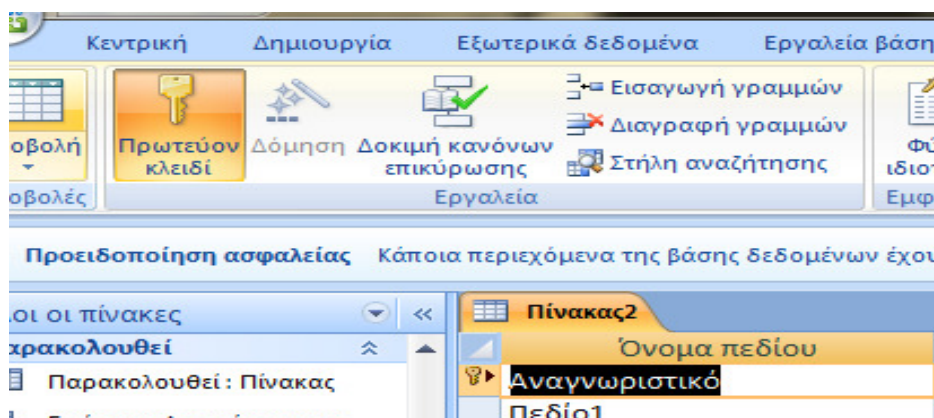 Κεντρική Δημιουργία Εξωτερικά δεδομένα Εργαλεία βάση
Εισαγωγή γραμμών
Διαγραφή γραμμών
οβολή Πρωτεύον κλειδί Δόμηση Δοκιμή κανόνων επικύρωσης Στήλη αναζήτησης Φύ ιδιοτ
οβολές Εργαλεία Εμφ
Προειδοποίηση ασφαλείας Κάποια περιεχόμενα της βάσης δεδομένων έχου
οι οι πίνακες « Πίνακας2
αρακολουθεί Όνομα πεδίου
Παρακολουθεί : Πίνακας Αναγνωριστικό
Πεδίο1